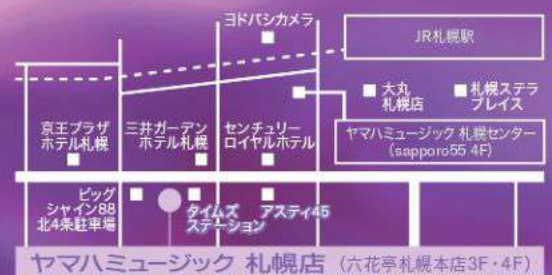 ヨドバシカメラ
JR札幌駅
大丸
札幌店
札幌ステラ
プレイス
京王プラザ
ホテル札幌
三井ガーデン
ホテル札幌
センチュリー
ロイヤルホテル
ヤマハミュージック 札幌センター
(sapporo55 4F)
ビッグ
シャイン88
北4条駐車場
タイムズ
ステーション
アスティ45
ヤマハミュージック 札幌店 (六花亭札幌本店3F・4F)